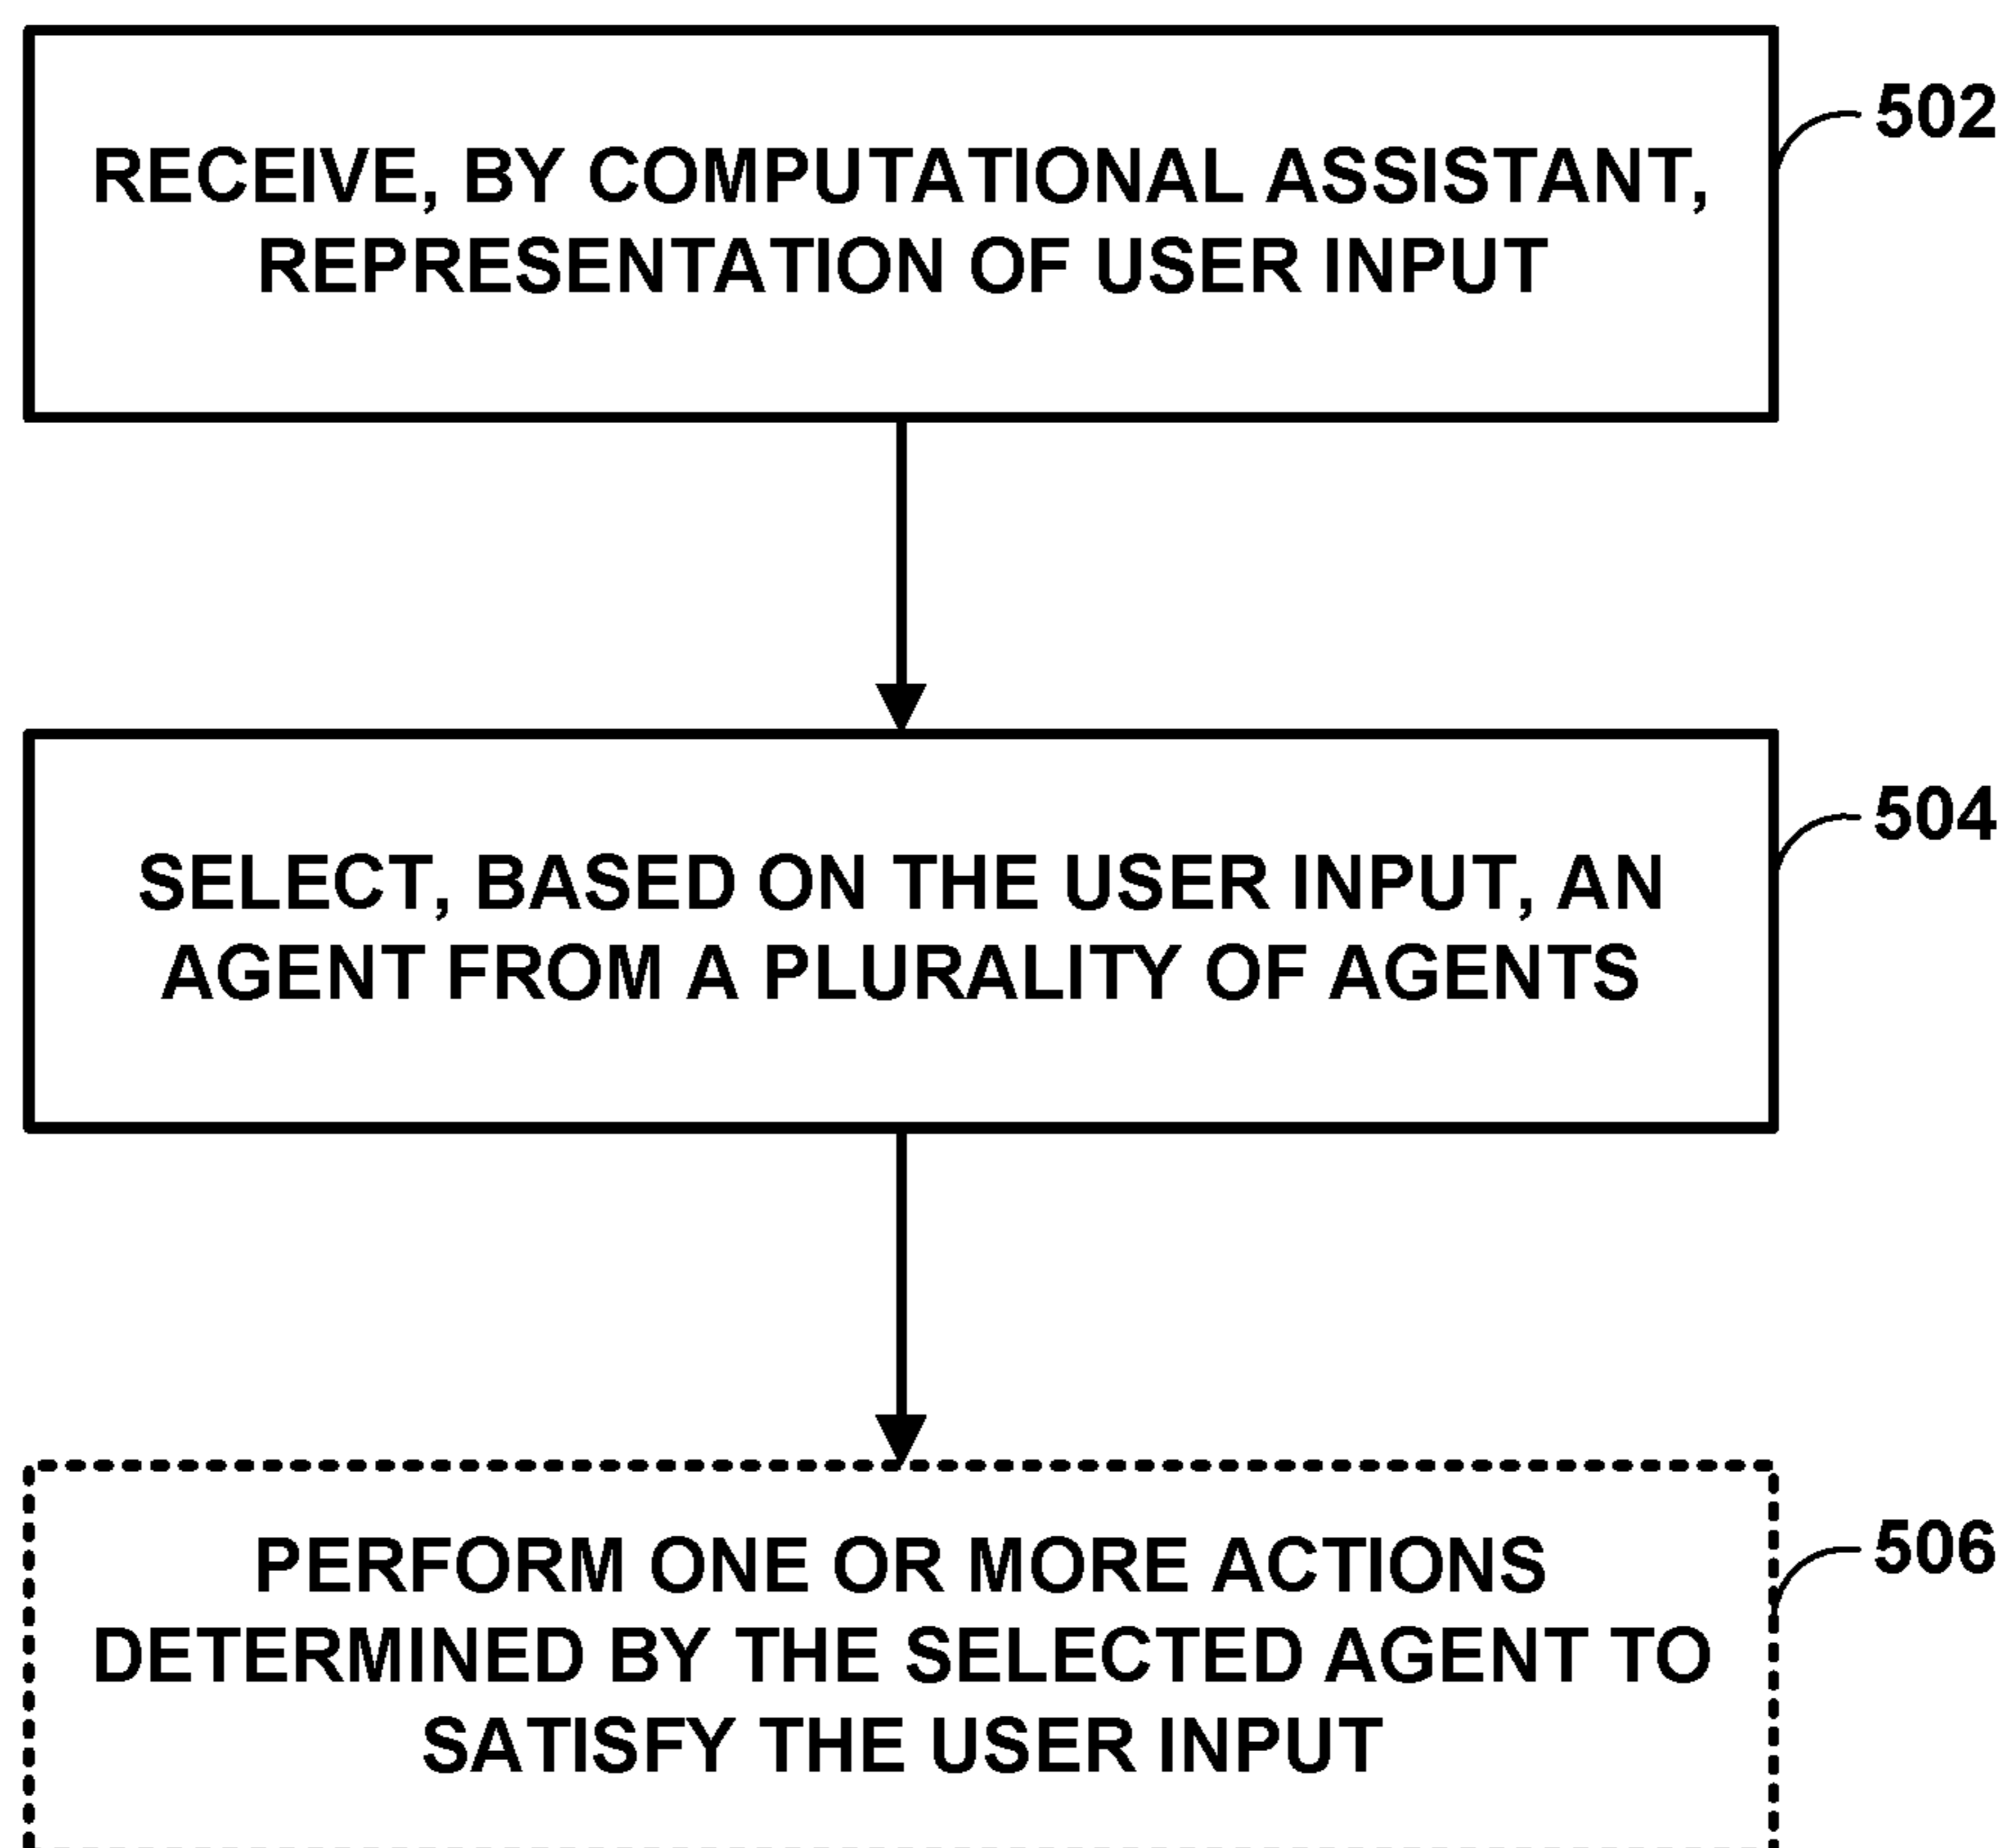 RECEIVE, BY COMPUTATIONAL ASSISTANT,
REPRESENTATION OF USER INPUT
502
SELECT, BASED ON THE USER INPUT, AN
AGENT FROM A PLURALITY OF AGENTS
504
PERFORM ONE OR MORE ACTIONS
DETERMINED BY THE SELECTED AGENT TO
SATISFY THE USER INPUT
506